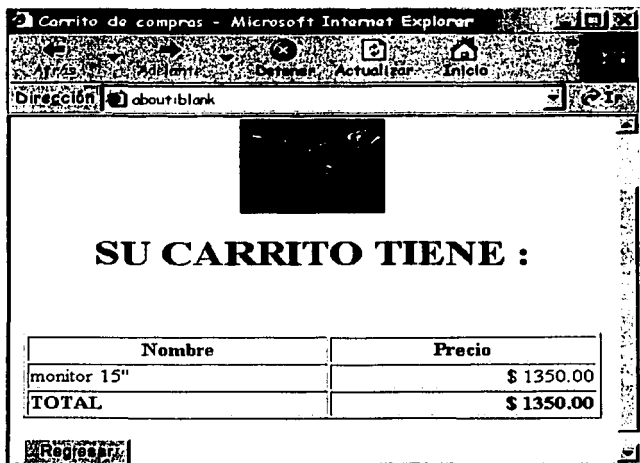 Carrito de compras - Microsoft Internet Explorer
Atrás Adelante Detener Actualizar Inicio
Dirección about:blank Ir
SU CARRITO TIENE :
Nombre Precio
monitor 15" $ 1350.00
TOTAL $ 1350.00
Regresar